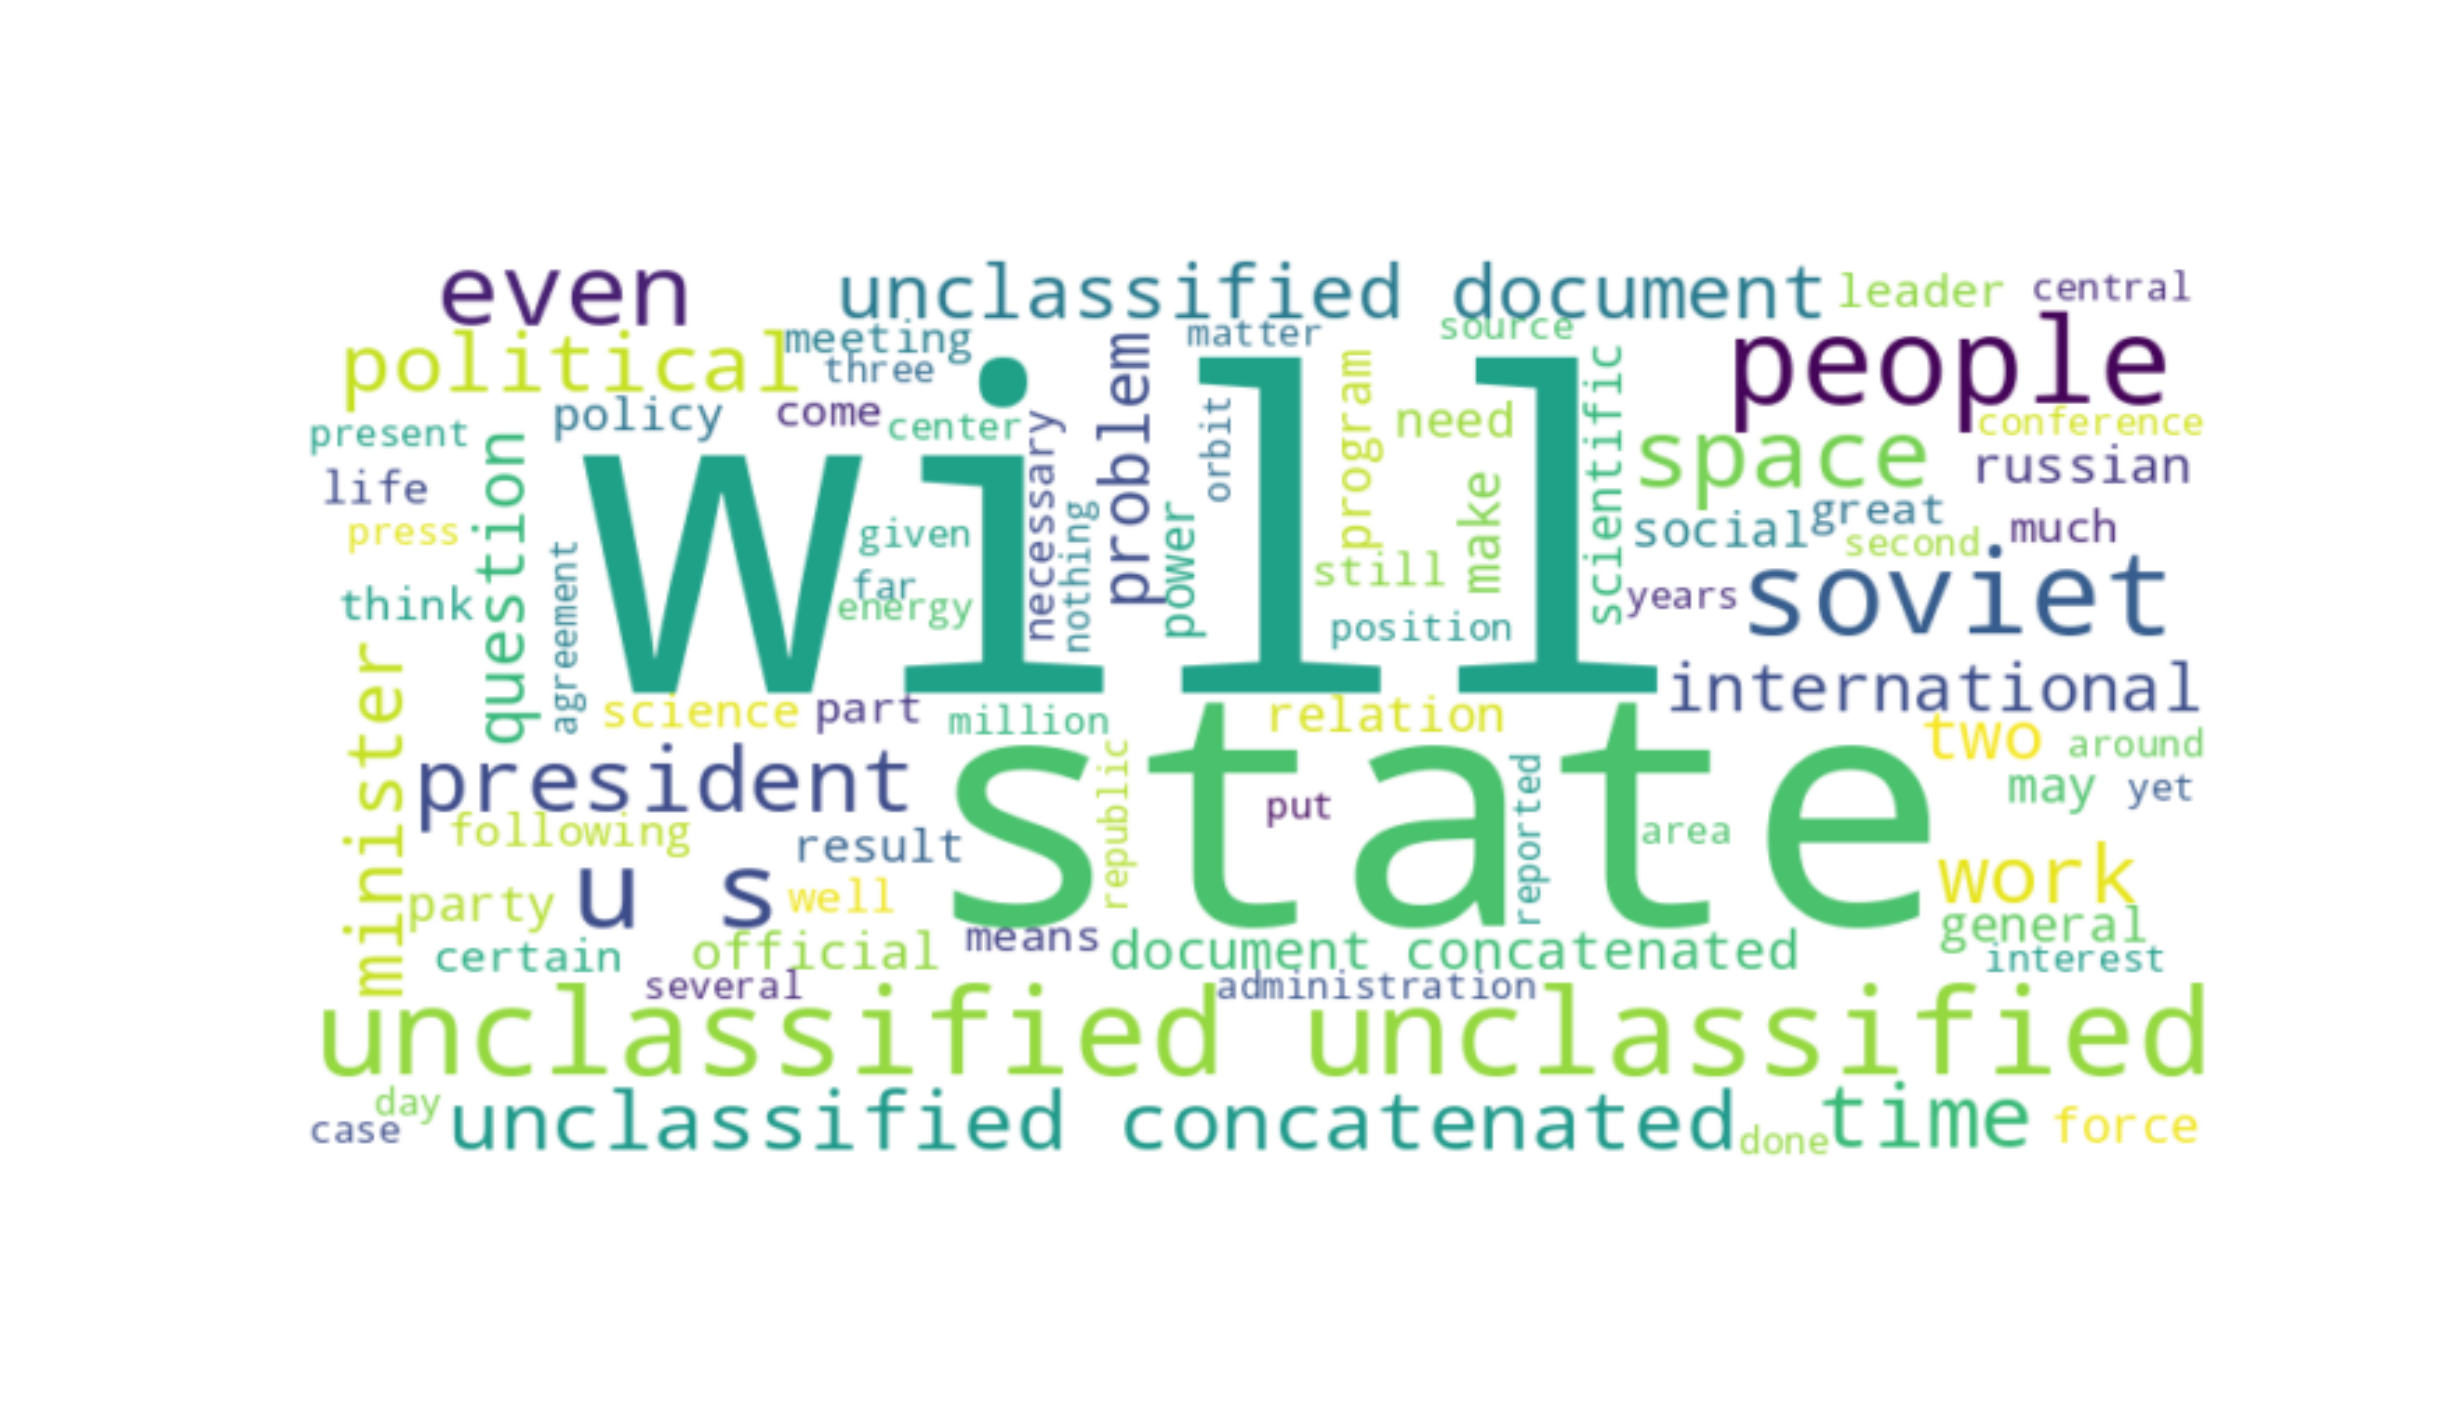 even
unclassified document
leader
central
political
meeting
matter
source
people
three
problem
program
scientific
present
policy
come
center
necessary
orbit
need
conference
question
will
space
russian
life
press
given
nothing
power
still
make
social
great
much
second
think
agreement
far
energy
position
years
soviet
minister
science
part
million
relation
international
two
around
president
republic
put
reported
may
yet
following
result
state
area
work
party
u s
well
general
certain
official
means
document concatenated
interest
several
administration
unclassified unclassified
day
case
unclassified concatenated
done
time
force